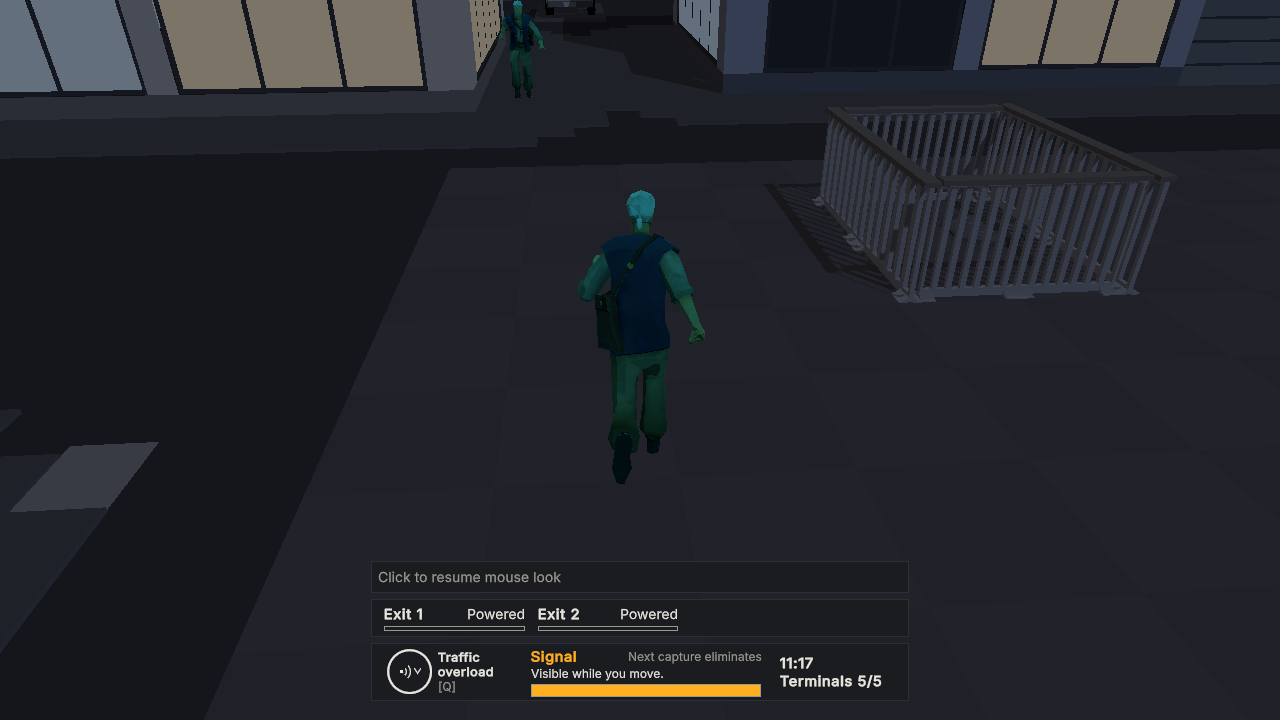 Click to resume mouse look
Exit 1 Powered Exit 2 Powered
Traffic overload
[Q]
Signal Next capture eliminates
Visible while you move.
11:17
Terminals 5/5